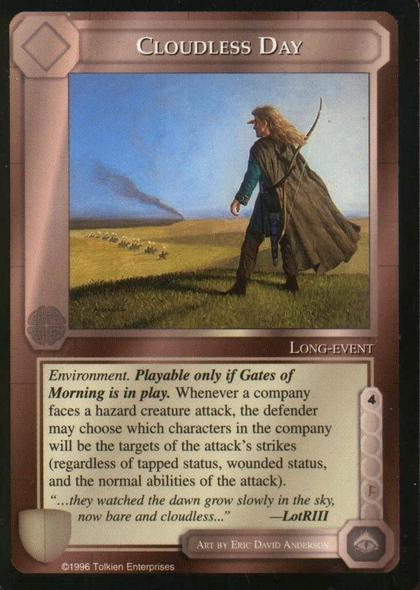 CLOUDLESS DAY
LONG-EVENT
Environment. Playable only if Gates of
Morning is in play. Whenever a company
faces a hazard creature attack, the defender
may choose which characters in the company
will be the targets of the attack's strikes
(regardless of tapped status, wounded status,
and the normal abilities of the attack).
"...they watched the dawn grow slowly in the sky,
now bare and cloudless..." —LotRIII
4
F
ART BY ERIC DAVID ANDERSON
©1996 Tolkien Enterprises